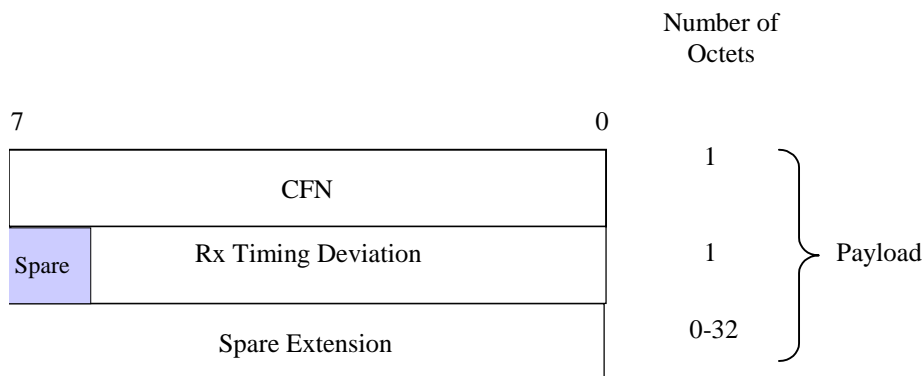 Number of
Octets
7 0
CFN 1
Spare Rx Timing Deviation 1 Payload
Spare Extension 0-32